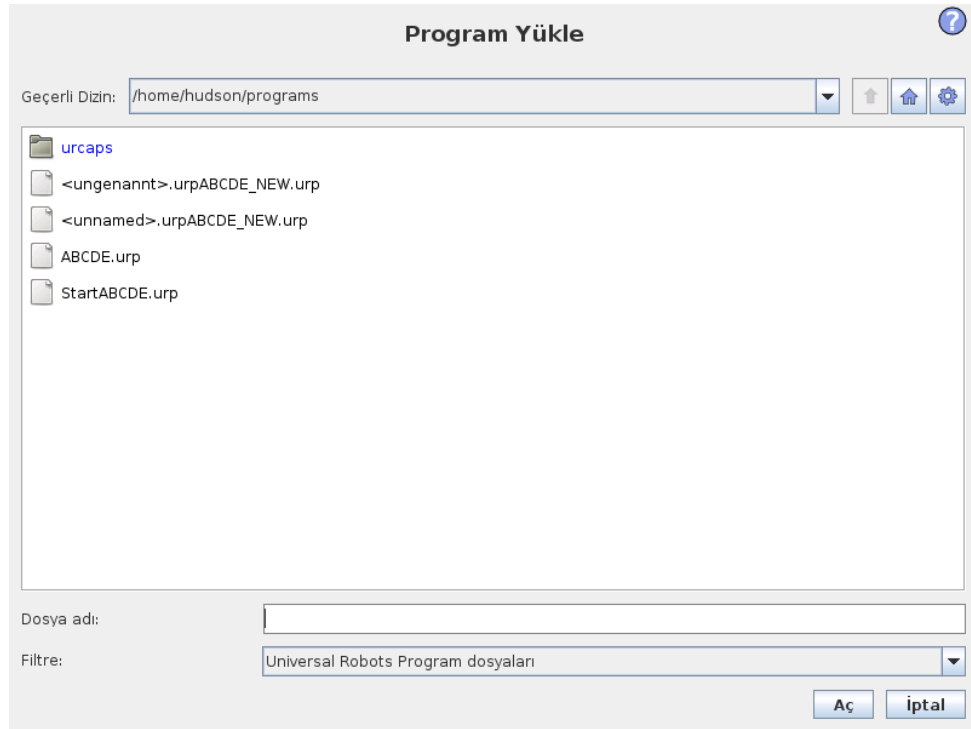 Program Yükle
Geçerli Dizin: /home/hudson/programs
urcaps
<ungenannt>.urpABCDE_NEW.urp
<unnamed>.urpABCDE_NEW.urp
ABCDE.urp
StartABCDE.urp
Dosya adı:
Filtre: Universal Robots Program dosyaları
Aç İptal